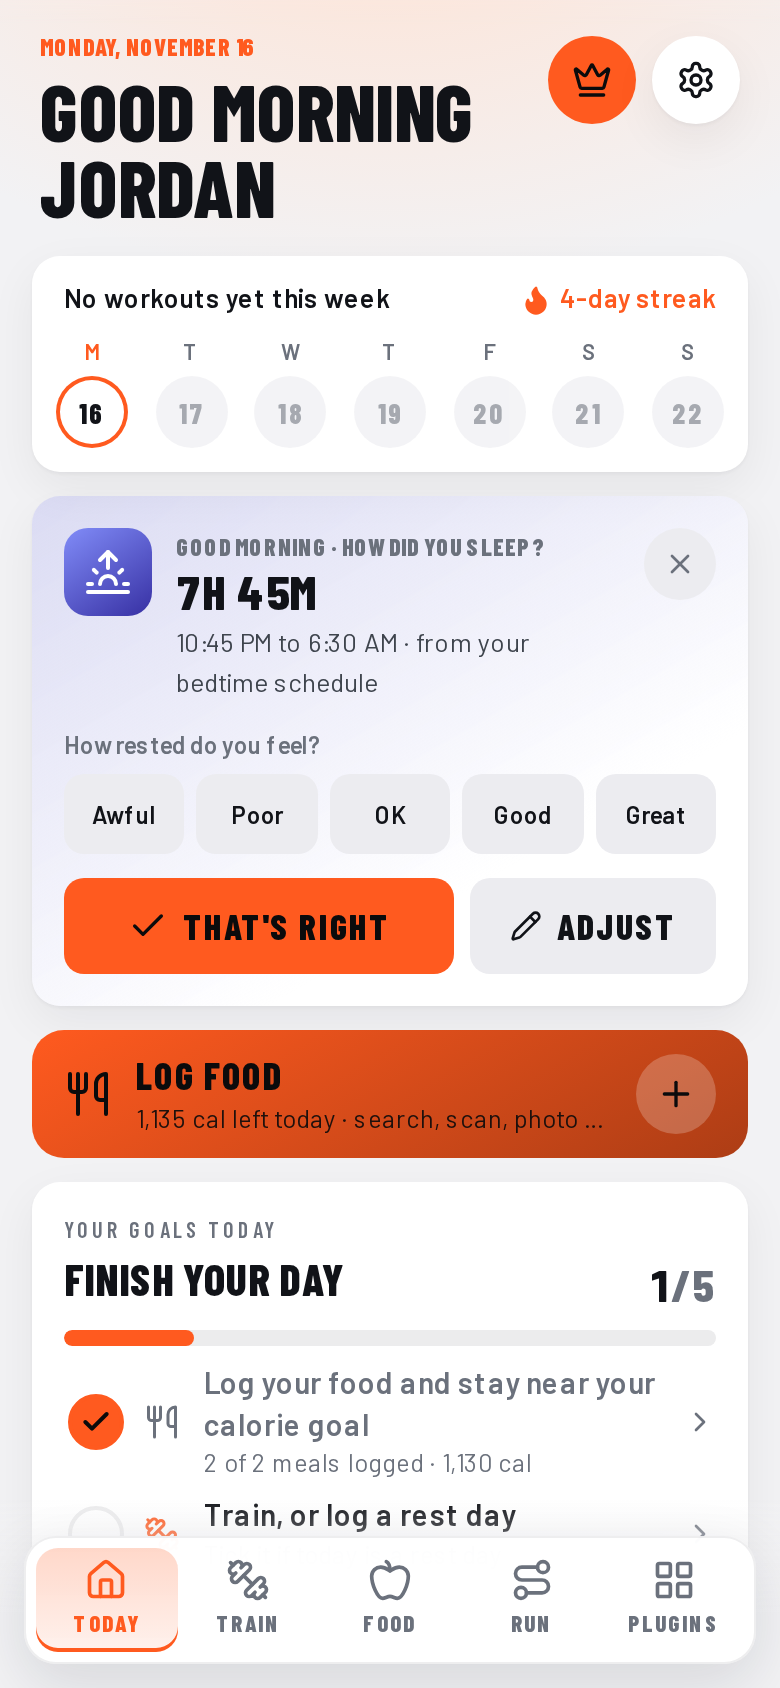 MONDAY, NOVEMBER 16
GOOD MORNING
JORDAN
No workouts yet this week
4-day streak
M T W T F S S
16 17 18 19 20 21 22
GOOD MORNING · HOW DID YOU SLEEP?
7H 45M
10:45 PM to 6:30 AM · from your
bedtime schedule
How rested do you feel?
Awful Poor OK Good Great
THAT'S RIGHT
ADJUST
LOG FOOD
1,135 cal left today · search, scan, photo ...
YOUR GOALS TODAY
FINISH YOUR DAY
1/5
Log your food and stay near your
calorie goal
2 of 2 meals logged · 1,130 cal
Train, or log a rest day
TODAY TRAIN FOOD RUN PLUGINS